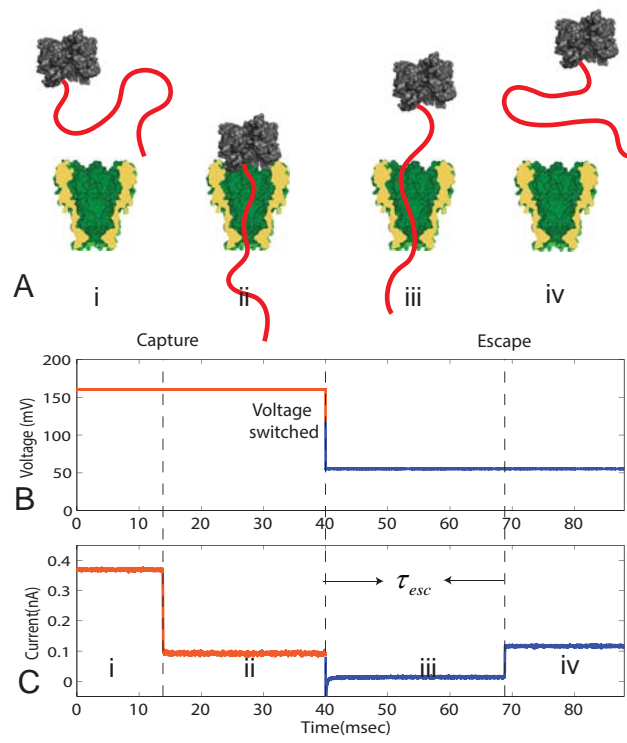 A
i
ii
iii
iv
Capture
Escape
200
150
100
50
0
Voltage (mV)
Voltage
switched
B
0 10 20 30 40 50 60 70 80
0.4
0.3
0.2
0.1
0
Current(nA)
τesc
i
ii
iii
iv
C
0 10 20 30 40 50 60 70 80
Time(msec)